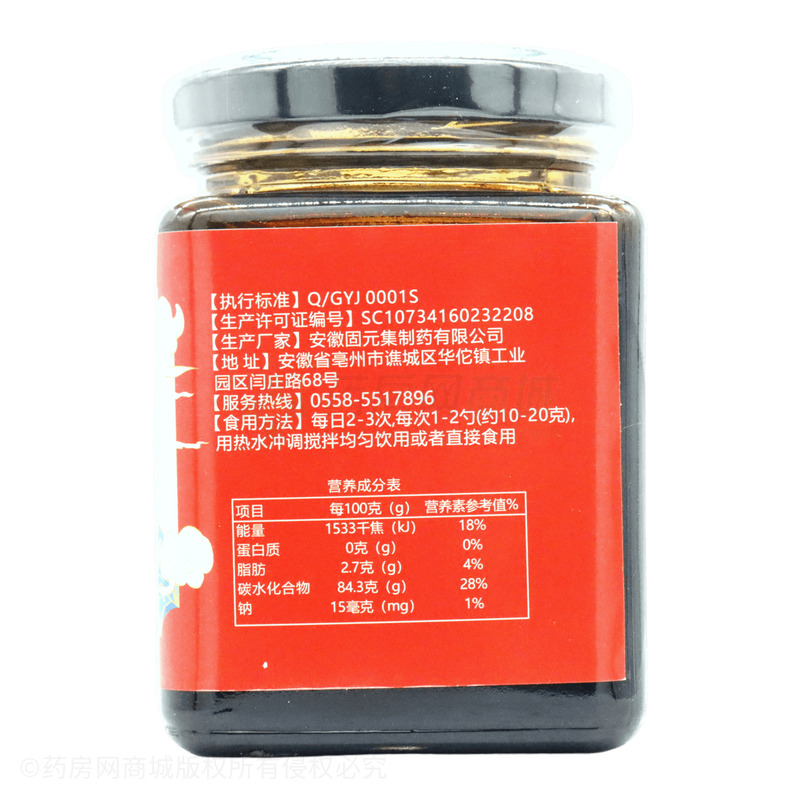 【执行标准】Q/GYJ 0001S
【生产许可证编号】SC10734160232208
【生产厂家】安徽固元集制药有限公司
【地 址】安徽省亳州市谯城区华佗镇工业
园区闫庄路68号
【服务热线】0558-5517896
【食用方法】每日2-3次,每次1-2勺(约10-20克),
用热水冲调搅拌均匀饮用或者直接食用
营养成分表
项目 每100克（g） 营养素参考值%
能量 1533千焦（kJ） 18%
蛋白质 0克（g） 0%
脂肪 2.7克（g） 4%
碳水化合物 84.3克（g） 28%
钠 15毫克（mg） 1%
©药房网商城版权所有侵权必究